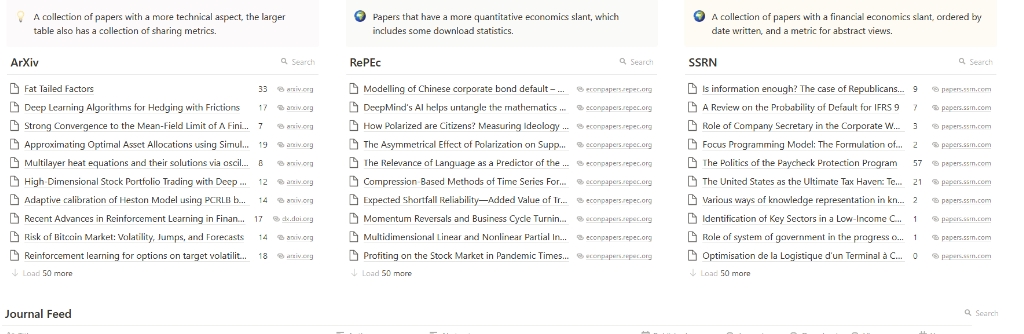 A collection of papers with a more technical aspect, the larger
table also has a collection of sharing metrics.
Papers that have a more quantitative economics slant, which
includes some download statistics.
A collection of papers with a financial economics slant, ordered by
date written, and a metric for abstract views.
ArXiv Search
Fat Tailed Factors 33 arxiv.org
Deep Learning Algorithms for Hedging with Frictions 17 arxiv.org
Strong Convergence to the Mean-Field Limit of A Fini... 7 arxiv.org
Approximating Optimal Asset Allocations using Simul... 19 arxiv.org
Multilayer heat equations and their solutions via oscil... 8 arxiv.org
High-Dimensional Stock Portfolio Trading with Deep ... 12 arxiv.org
Adaptive calibration of Heston Model using PCRLB b... 14 arxiv.org
Recent Advances in Reinforcement Learning in Finan... 17 dx.doi.org
Risk of Bitcoin Market: Volatility, Jumps, and Forecasts 14 arxiv.org
Reinforcement learning for options on target volatilit... 18 arxiv.org
Load 50 more
RePEc Search
Modelling of Chinese corporate bond default – ... econpapers.repec.org
DeepMind's AI helps untangle the mathematics ... econpapers.repec.org
How Polarized are Citizens? Measuring Ideology ... econpapers.repec.org
The Asymmetrical Effect of Polarization on Supp... econpapers.repec.org
The Relevance of Language as a Predictor of the ... econpapers.repec.org
Compression-Based Methods of Time Series For... econpapers.repec.org
Expected Shortfall Reliability—Added Value of Tr... econpapers.repec.org
Momentum Reversals and Business Cycle Turnin... econpapers.repec.org
Multidimensional Linear and Nonlinear Partial In... econpapers.repec.org
Profiting on the Stock Market in Pandemic Times... econpapers.repec.org
Load 50 more
SSRN Search
Is information enough? The case of Republicans... 9 papers.ssrn.com
A Review on the Probability of Default for IFRS 9 7 papers.ssrn.com
Role of Company Secretary in the Corporate W... 3 papers.ssrn.com
Focus Programming Model: The Formulation of... 2 papers.ssrn.com
The Politics of the Paycheck Protection Program 57 papers.ssrn.com
The United States as the Ultimate Tax Haven: Te... 21 papers.ssrn.com
Various ways of knowledge representation in kn... 2 papers.ssrn.com
Identification of Key Sectors in a Low-Income C... 1 papers.ssrn.com
Role of system of government in the progress o... 1 papers.ssrn.com
Optimisation de la Logistique d'un Terminal à C... 0 papers.ssrn.com
Load 50 more
Journal Feed Search